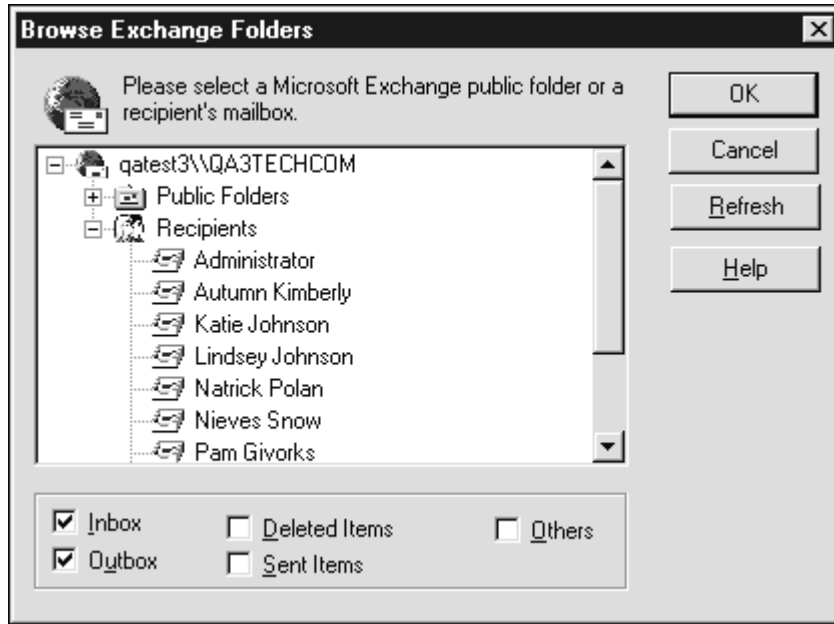 Browse Exchange Folders
Please select a Microsoft Exchange public folder or a
recipient's mailbox.
OK
Cancel
Refresh
Help
qatest3\\QA3TECHCOM
Public Folders
Recipients
Administrator
Autumn Kimberly
Katie Johnson
Lindsey Johnson
Natrick Polan
Nieves Snow
Pam Givorks
Inbox
Deleted Items
Others
Outbox
Sent Items